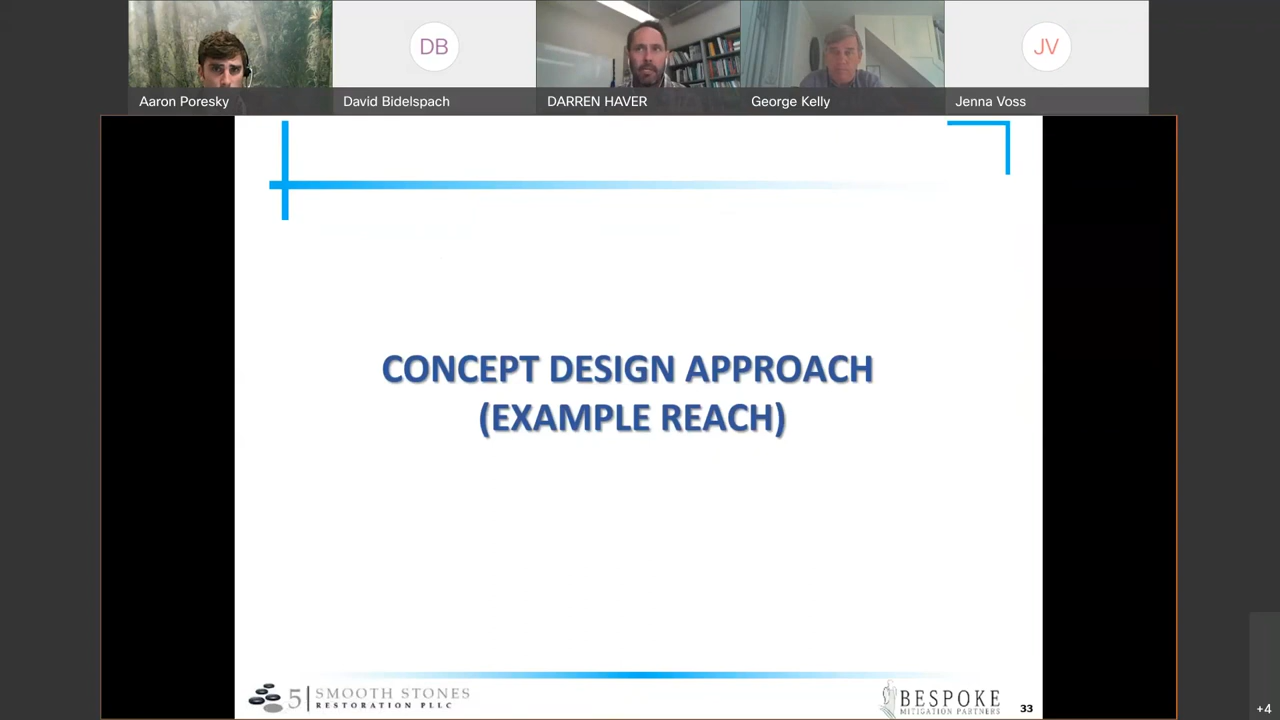 DB
JV
Aaron Poresky
David Bidelspach
DARREN HAVER
George Kelly
Jenna Voss
CONCEPT DESIGN APPROACH
(EXAMPLE REACH)
5 | SMOOTH STONES
RESTORATION PLLC
BESPOKE
MITIGATION PARTNERS
33
+4